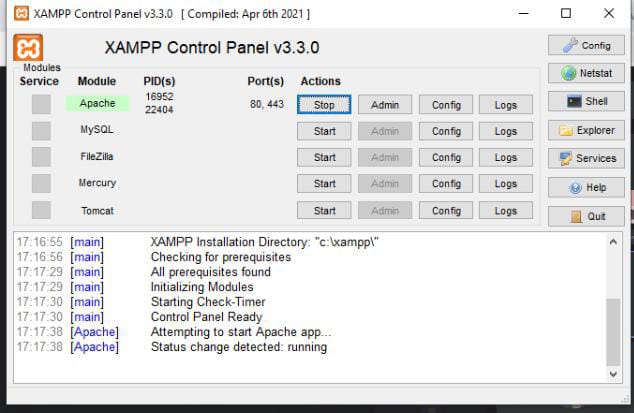 XAMPP Control Panel v3.3.0 [ Compiled: Apr 6th 2021 ]
XAMPP Control Panel v3.3.0
Config
Modules
Service Module PID(s) Port(s) Actions
Netstat
Apache 16952 22404 80, 443 Stop Admin Config Logs
Shell
MySQL Start Admin Config Logs
Explorer
FileZilla Start Admin Config Logs
Services
Mercury Start Admin Config Logs
Help
Tomcat Start Admin Config Logs
Quit
17:16:55 [main] XAMPP Installation Directory: "c:\xampp\"
17:16:56 [main] Checking for prerequisites
17:17:29 [main] All prerequisites found
17:17:29 [main] Initializing Modules
17:17:30 [main] Starting Check-Timer
17:17:30 [main] Control Panel Ready
17:17:38 [Apache] Attempting to start Apache app...
17:17:38 [Apache] Status change detected: running